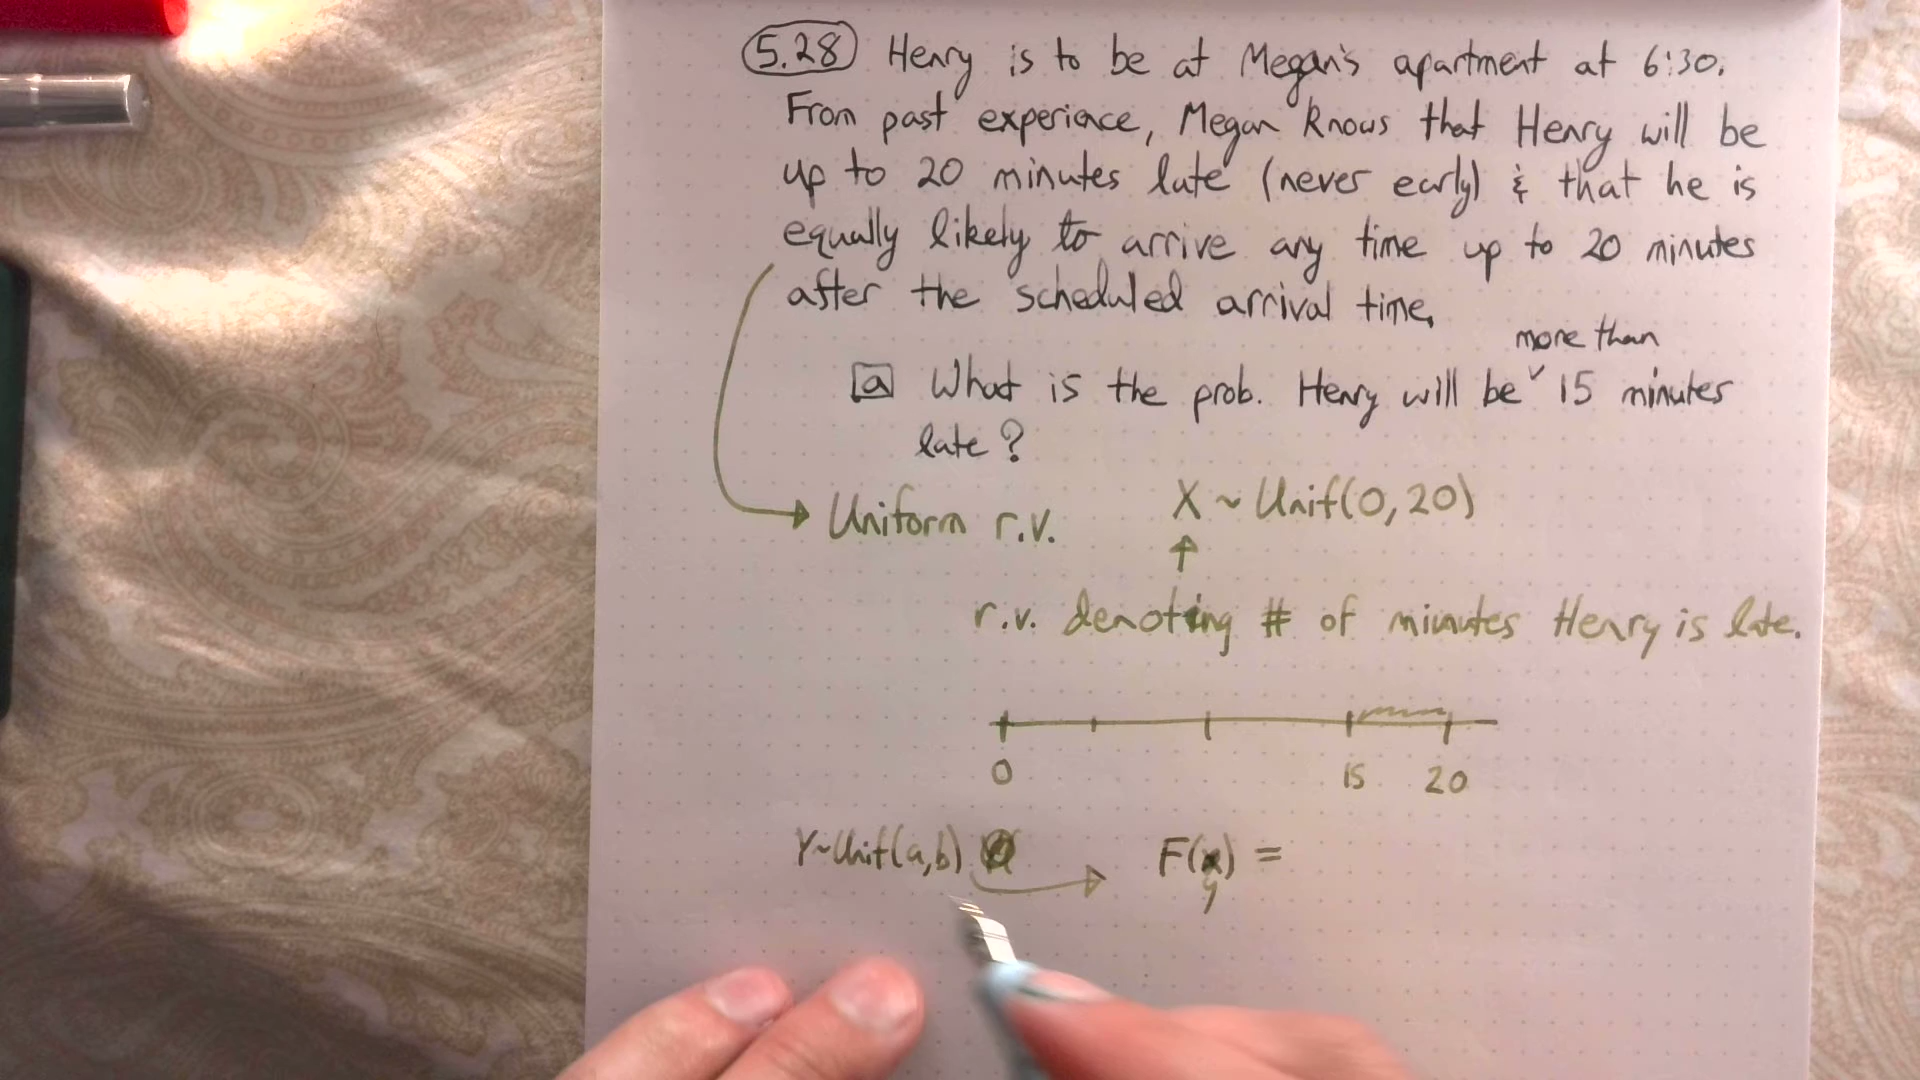 5.28 Henry is to be at Megan's apartment at 6:30.
From past experience, Megan knows that Henry will be
up to 20 minutes late (never early) & that he is
equally likely to arrive any time up to 20 minutes
after the scheduled arrival time.
more than
a What is the prob. Henry will be ˅ 15 minutes
late?
Uniform r.v. X ~ Unif(0, 20)
r.v. denoting # of minutes Henry is late.
0 15 20
Y~Unif(a,b) F(y) =